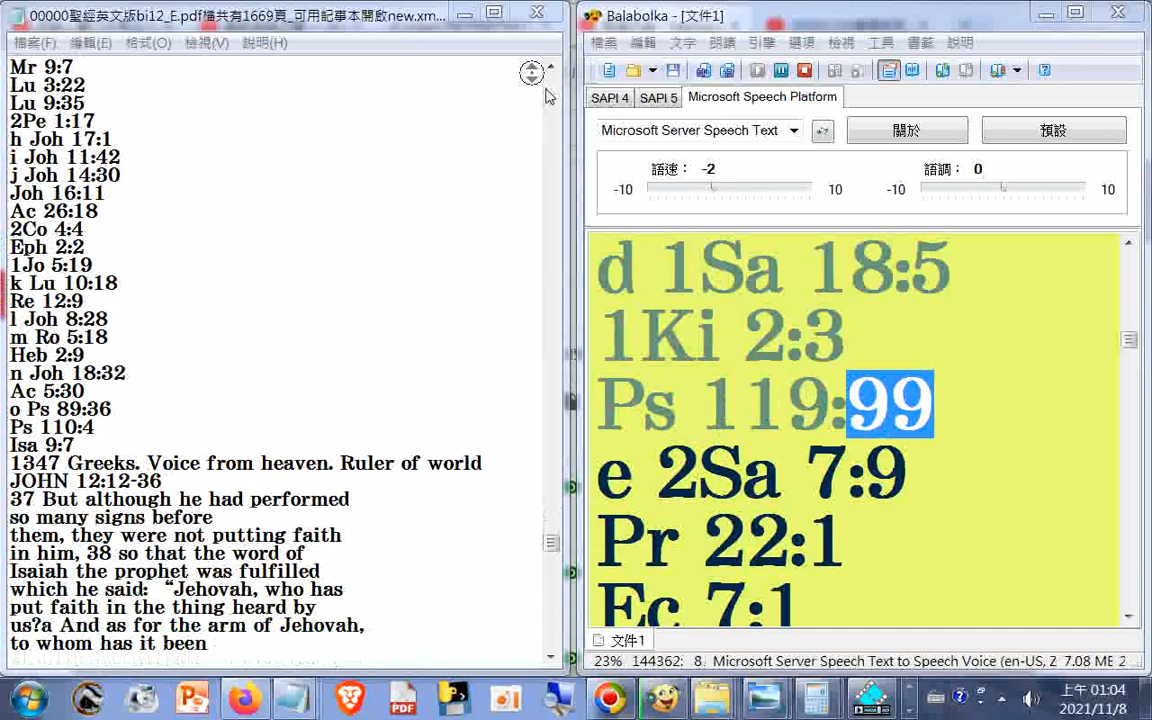 00000聖經英文版bi12_E.pdf檔共有1669頁_可用記事本開啟new.xm...
檔案(F) 編輯(E) 格式(O) 檢視(V) 說明(H)
Mr 9:7
Lu 3:22
Lu 9:35
2Pe 1:17
h Joh 17:1
i Joh 11:42
j Joh 14:30
Joh 16:11
Ac 26:18
2Co 4:4
Eph 2:2
1Jo 5:19
k Lu 10:18
Re 12:9
l Joh 8:28
m Ro 5:18
Heb 2:9
n Joh 18:32
Ac 5:30
o Ps 89:36
Ps 110:4
Isa 9:7
1347 Greeks. Voice from heaven. Ruler of world
JOHN 12:12-36
37 But although he had performed
so many signs before
them, they were not putting faith
in him, 38 so that the word of
Isaiah the prophet was fulfilled
which he said: “Jehovah, who has
put faith in the thing heard by
us?a And as for the arm of Jehovah,
to whom has it been
Balabolka - [文件1]
檔案 編輯 文字 朗讀 引擎 選項 檢視 工具 書籤 說明
SAPI 4 SAPI 5 Microsoft Speech Platform
Microsoft Server Speech Text 關於 預設
語速： -2 語調： 0
-10 10 -10 10
d 1Sa 18:5
1Ki 2:3
Ps 119:99
e 2Sa 7:9
Pr 22:1
Ec 7:1
文件1
23% 144362: 8 Microsoft Server Speech Text to Speech Voice (en-US, Z 7.08 MB 2
PDF
上午 01:04
2021/11/8